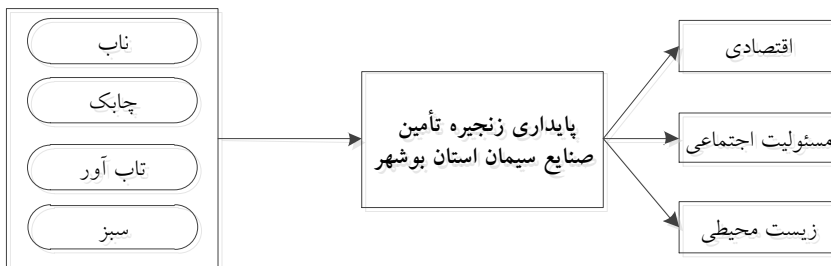 ناب
چابک
تاب آور
سبز
پایداری زنجیره تأمین
صنایع سیمان استان بوشهر
اقتصادی
مسئولیت اجتماعی
زیست محیطی